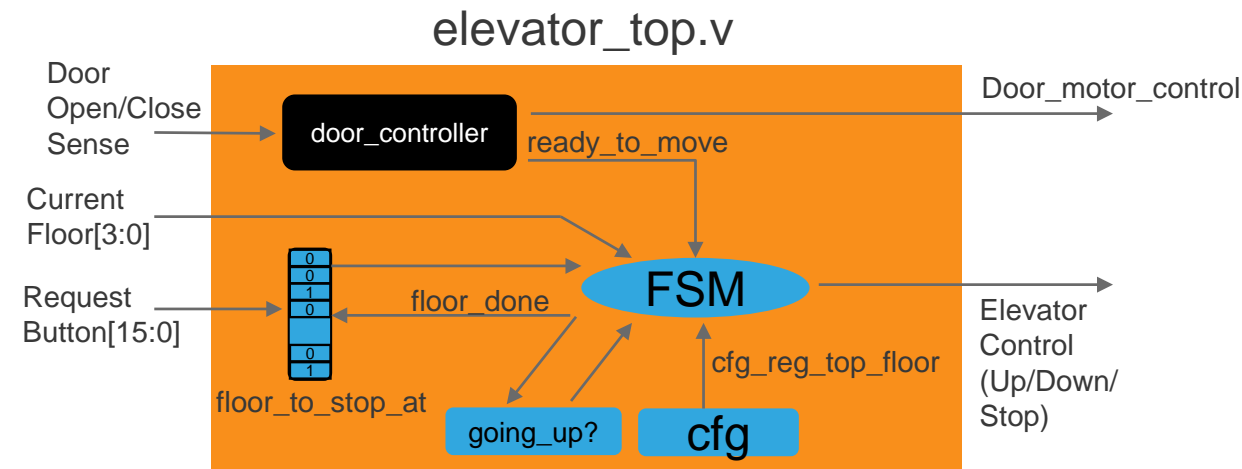 elevator_top.v
Door
Open/Close
Sense
door_controller
Door_motor_control
ready_to_move
Current
Floor[3:0]
0
0
1
0
0
1
FSM
Request
Button[15:0]
floor_done
floor_to_stop_at
going_up?
cfg
cfg_reg_top_floor
Elevator
Control
(Up/Down/
Stop)